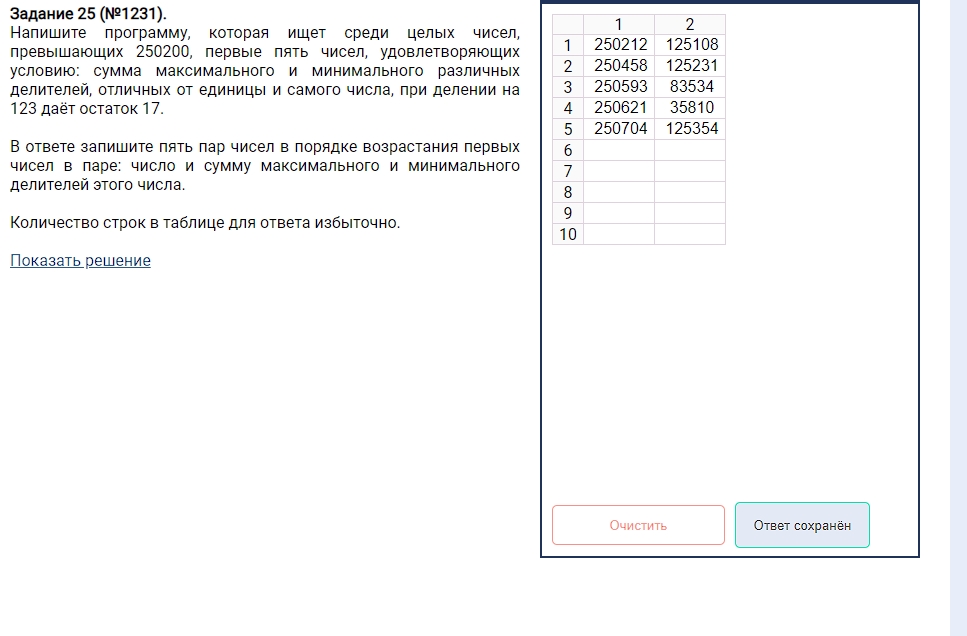 Задание 25 (№1231).
Напишите программу, которая ищет среди целых чисел,
превышающих 250200, первые пять чисел, удовлетворяющих
условию: сумма максимального и минимального различных
делителей, отличных от единицы и самого числа, при делении на
123 даёт остаток 17.
В ответе запишите пять пар чисел в порядке возрастания первых
чисел в паре: число и сумму максимального и минимального
делителей этого числа.
Количество строк в таблице для ответа избыточно.
Показать решение
1 2
1 250212 125108
2 250458 125231
3 250593 83534
4 250621 35810
5 250704 125354
6
7
8
9
10
Очистить
Ответ сохранён